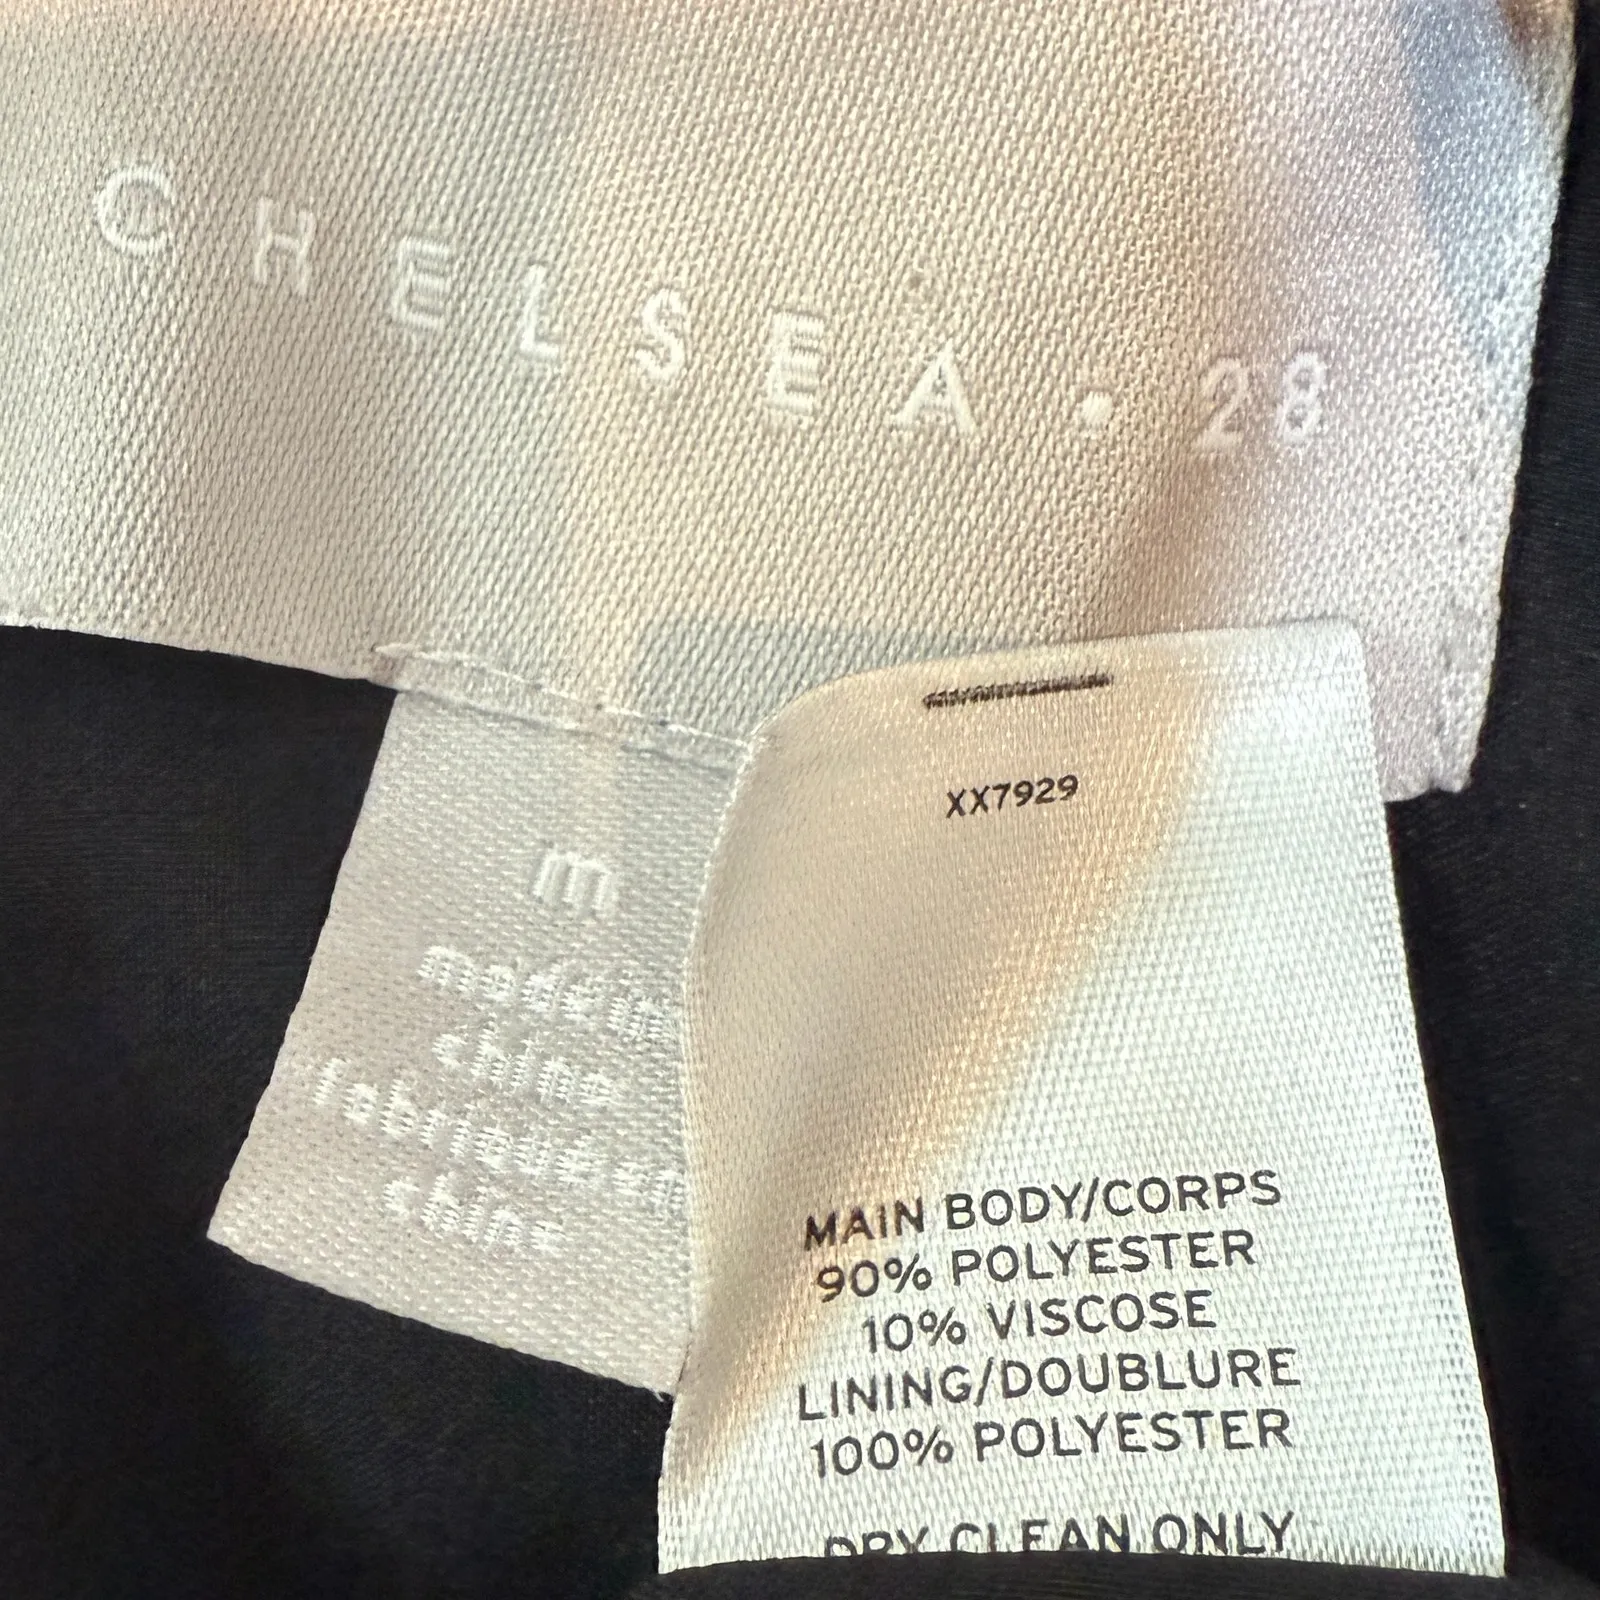 CHELSEA • 28
XX7929
m
made in
china
fabriqué en
chine
MAIN BODY/CORPS
90% POLYESTER
10% VISCOSE
LINING/DOUBLURE
100% POLYESTER
DRY CLEAN ONLY